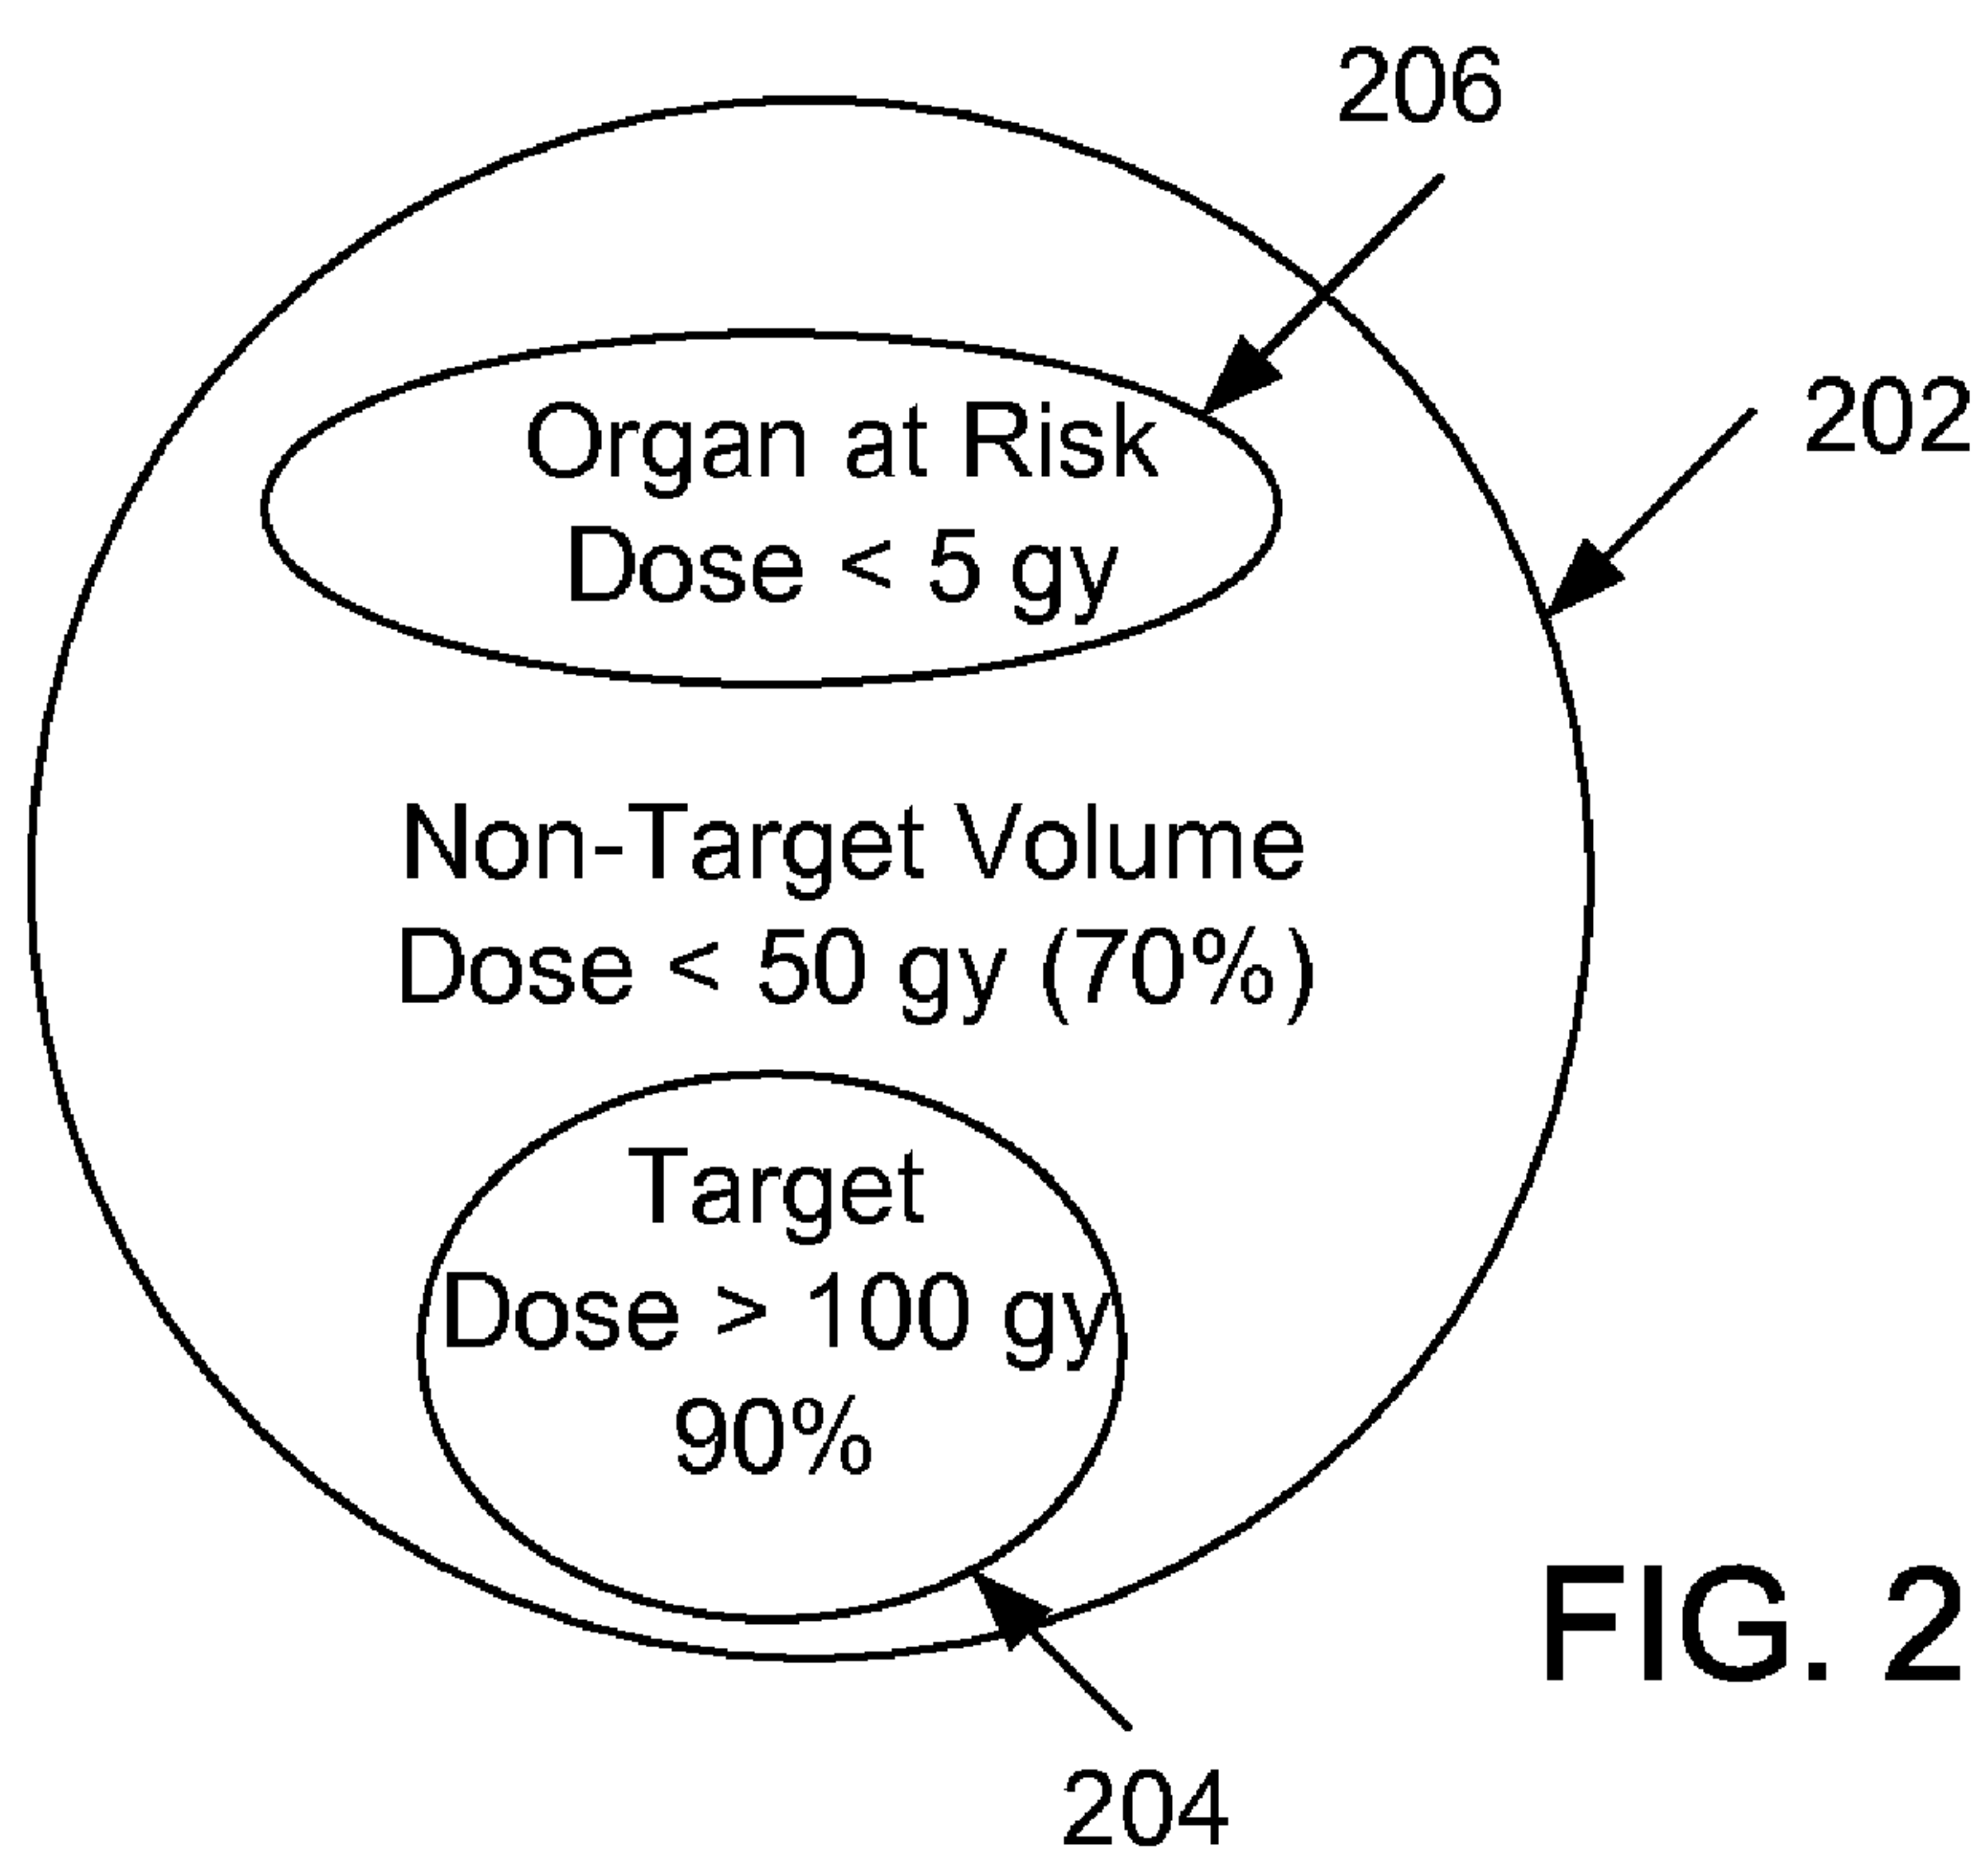 206
202
Organ at Risk
Dose < 5 gy
Non-Target Volume
Dose < 50 gy (70%)
Target
Dose > 100 gy
90%
204
FIG. 2